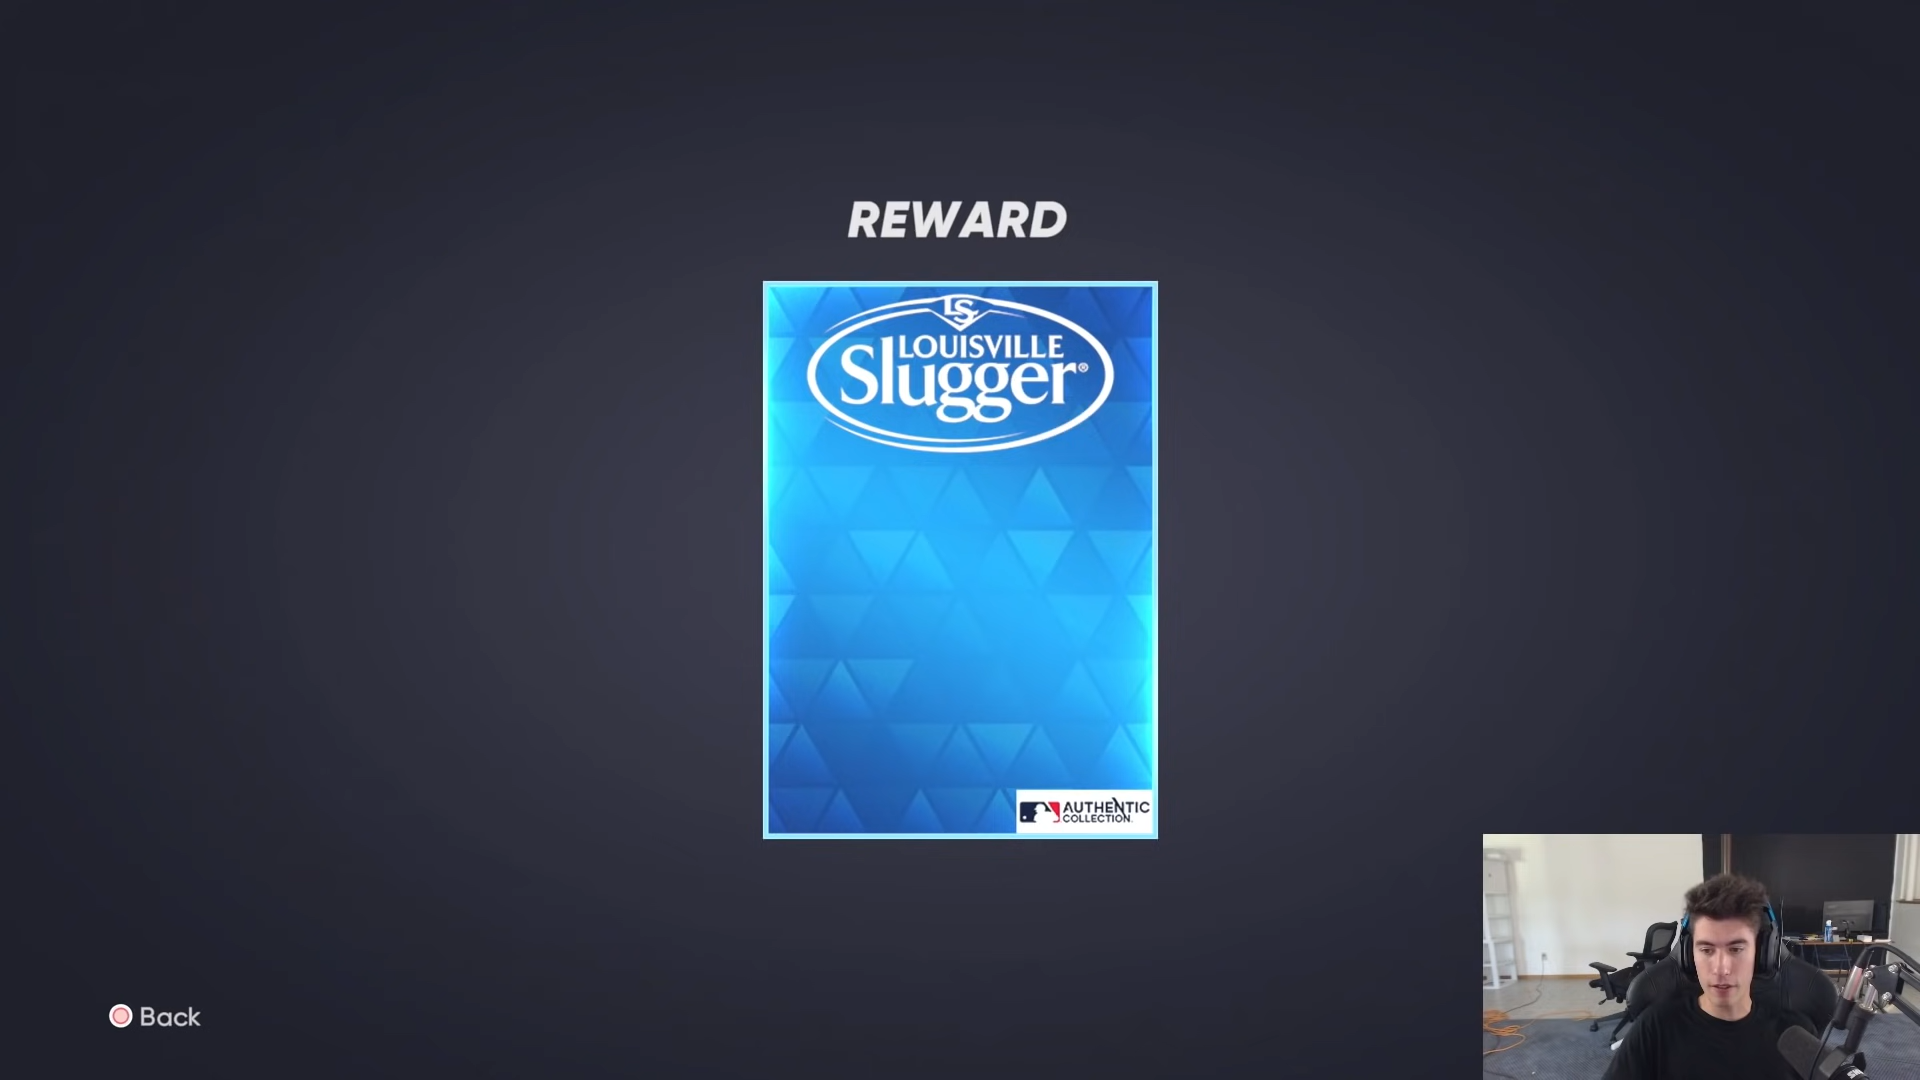 REWARD
LS
LOUISVILLE
Slugger®
AUTHENTIC
COLLECTION.
Back